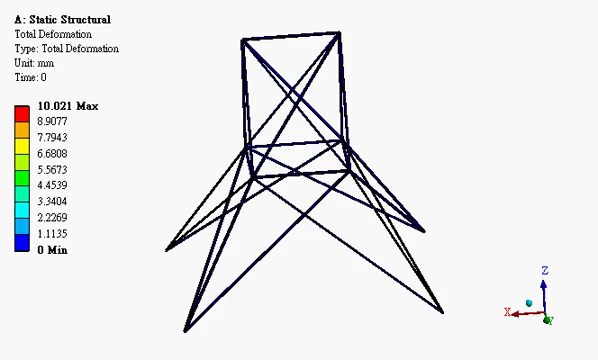 A: Static Structural
Total Deformation
Type: Total Deformation
Unit: mm
Time: 0
10.021 Max
8.9077
7.7943
6.6808
5.5673
4.4539
3.3404
2.2269
1.1135
0 Min
Z
X
Y